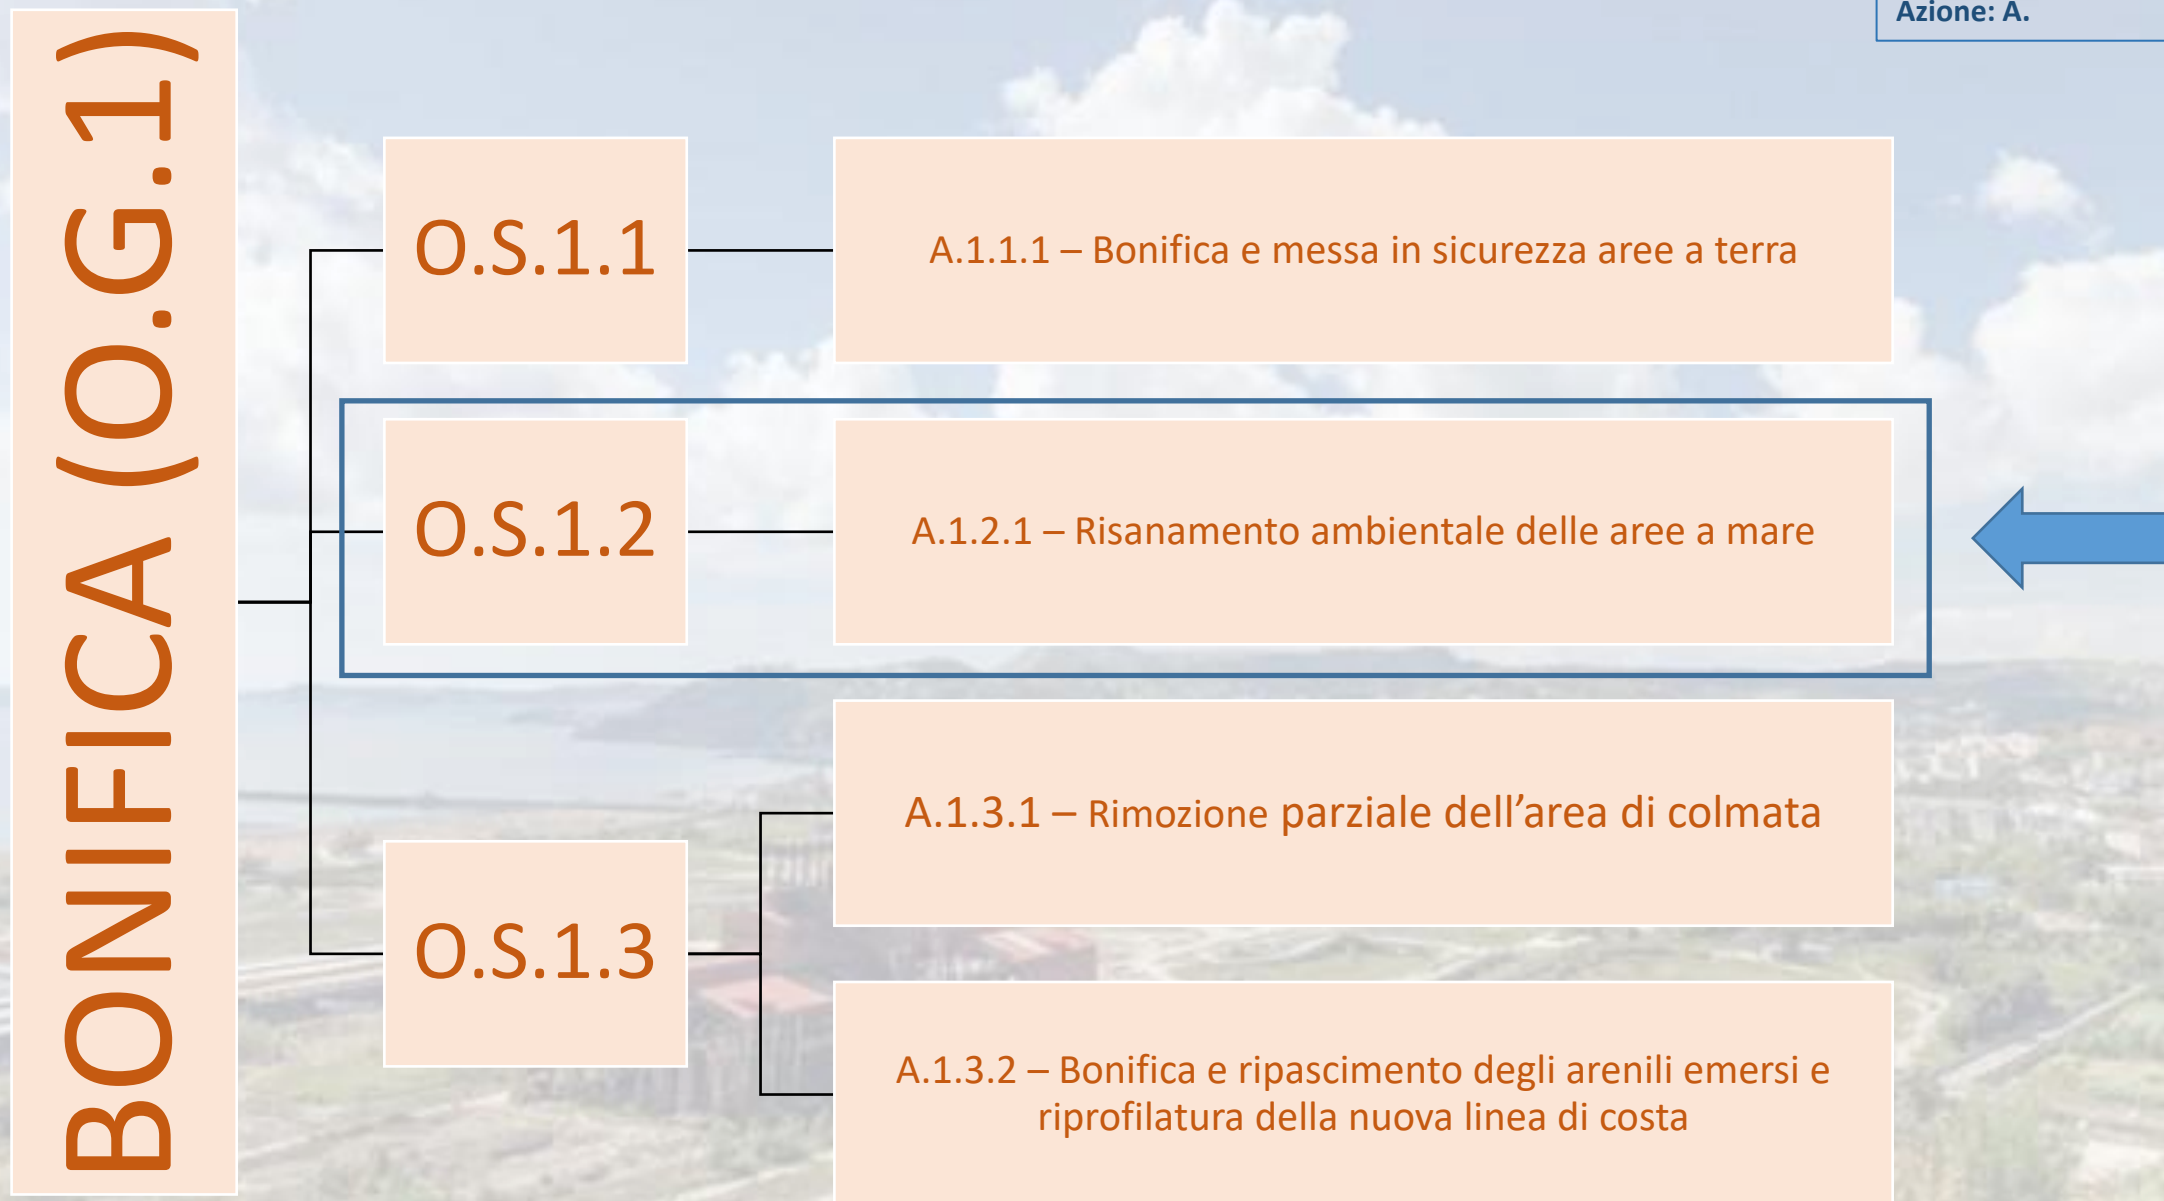 Azione: A.
BONIFICA (O.G.1)
O.S.1.1
A.1.1.1 – Bonifica e messa in sicurezza aree a terra
O.S.1.2
A.1.2.1 – Risanamento ambientale delle aree a mare
O.S.1.3
A.1.3.1 – Rimozione parziale dell’area di colmata
A.1.3.2 – Bonifica e ripascimento degli arenili emersi e
riprofilatura della nuova linea di costa